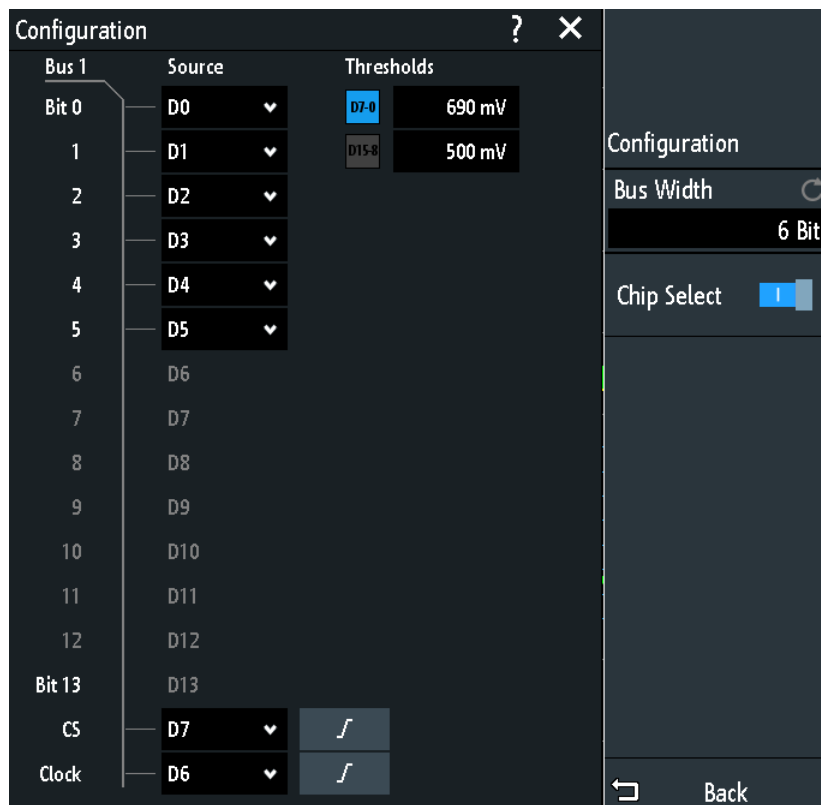 Configuration ? ✕
Bus 1 Source Thresholds
Bit 0 D0 D7-0 690 mV
1 D1 D15-8 500 mV
2 D2
3 D3
4 D4
5 D5
6 D6
7 D7
8 D8
9 D9
10 D10
11 D11
12 D12
Bit 13 D13
CS D7
Clock D6
Configuration
Bus Width
6 Bit
Chip Select I
Back